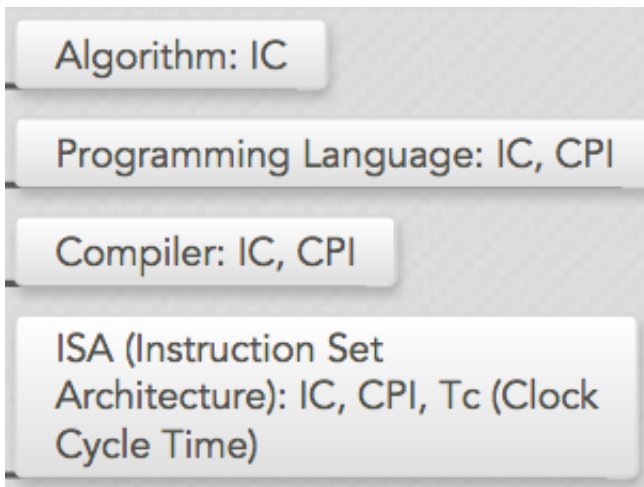 Algorithm: IC
Programming Language: IC, CPI
Compiler: IC, CPI
ISA (Instruction Set
Architecture): IC, CPI, Tc (Clock
Cycle Time)